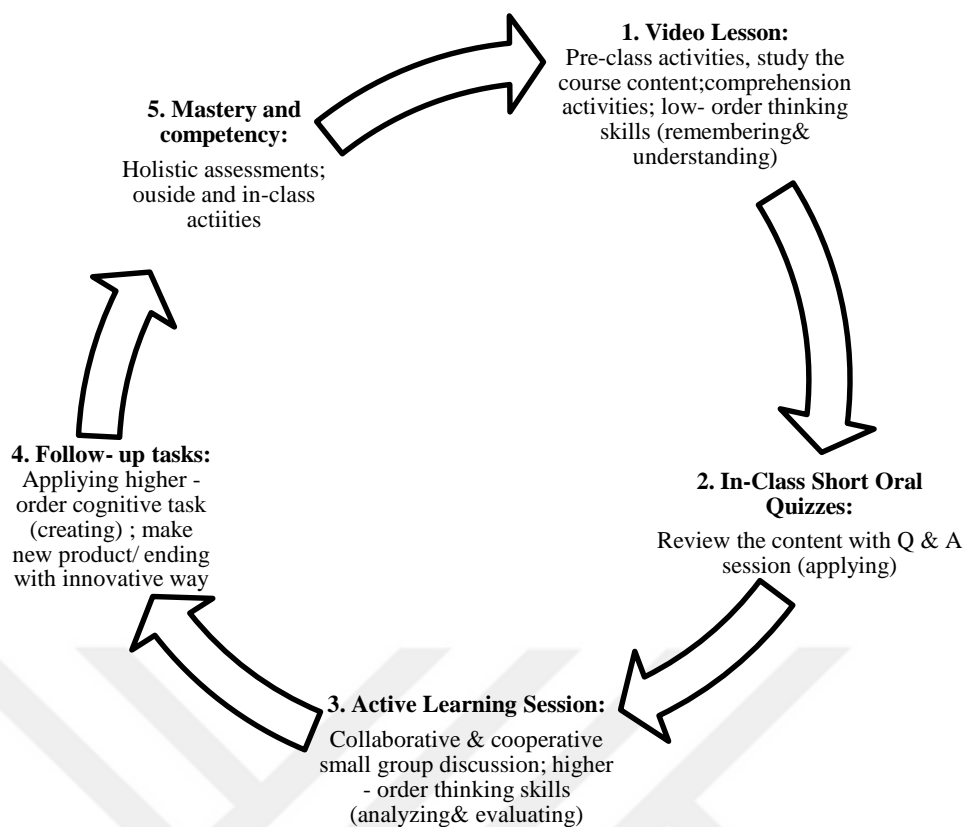 1. Video Lesson:
Pre-class activities, study the
course content;comprehension
activities; low- order thinking
skills (remembering&
understanding)
2. In-Class Short Oral
Quizzes:
Review the content with Q & A
session (applying)
3. Active Learning Session:
Collaborative & cooperative
small group discussion; higher
- order thinking skills
(analyzing& evaluating)
4. Follow- up tasks:
Appliying higher -
order cognitive task
(creating) ; make
new product/ ending
with innovative way
5. Mastery and
competency:
Holistic assessments;
ouside and in-class
actiities